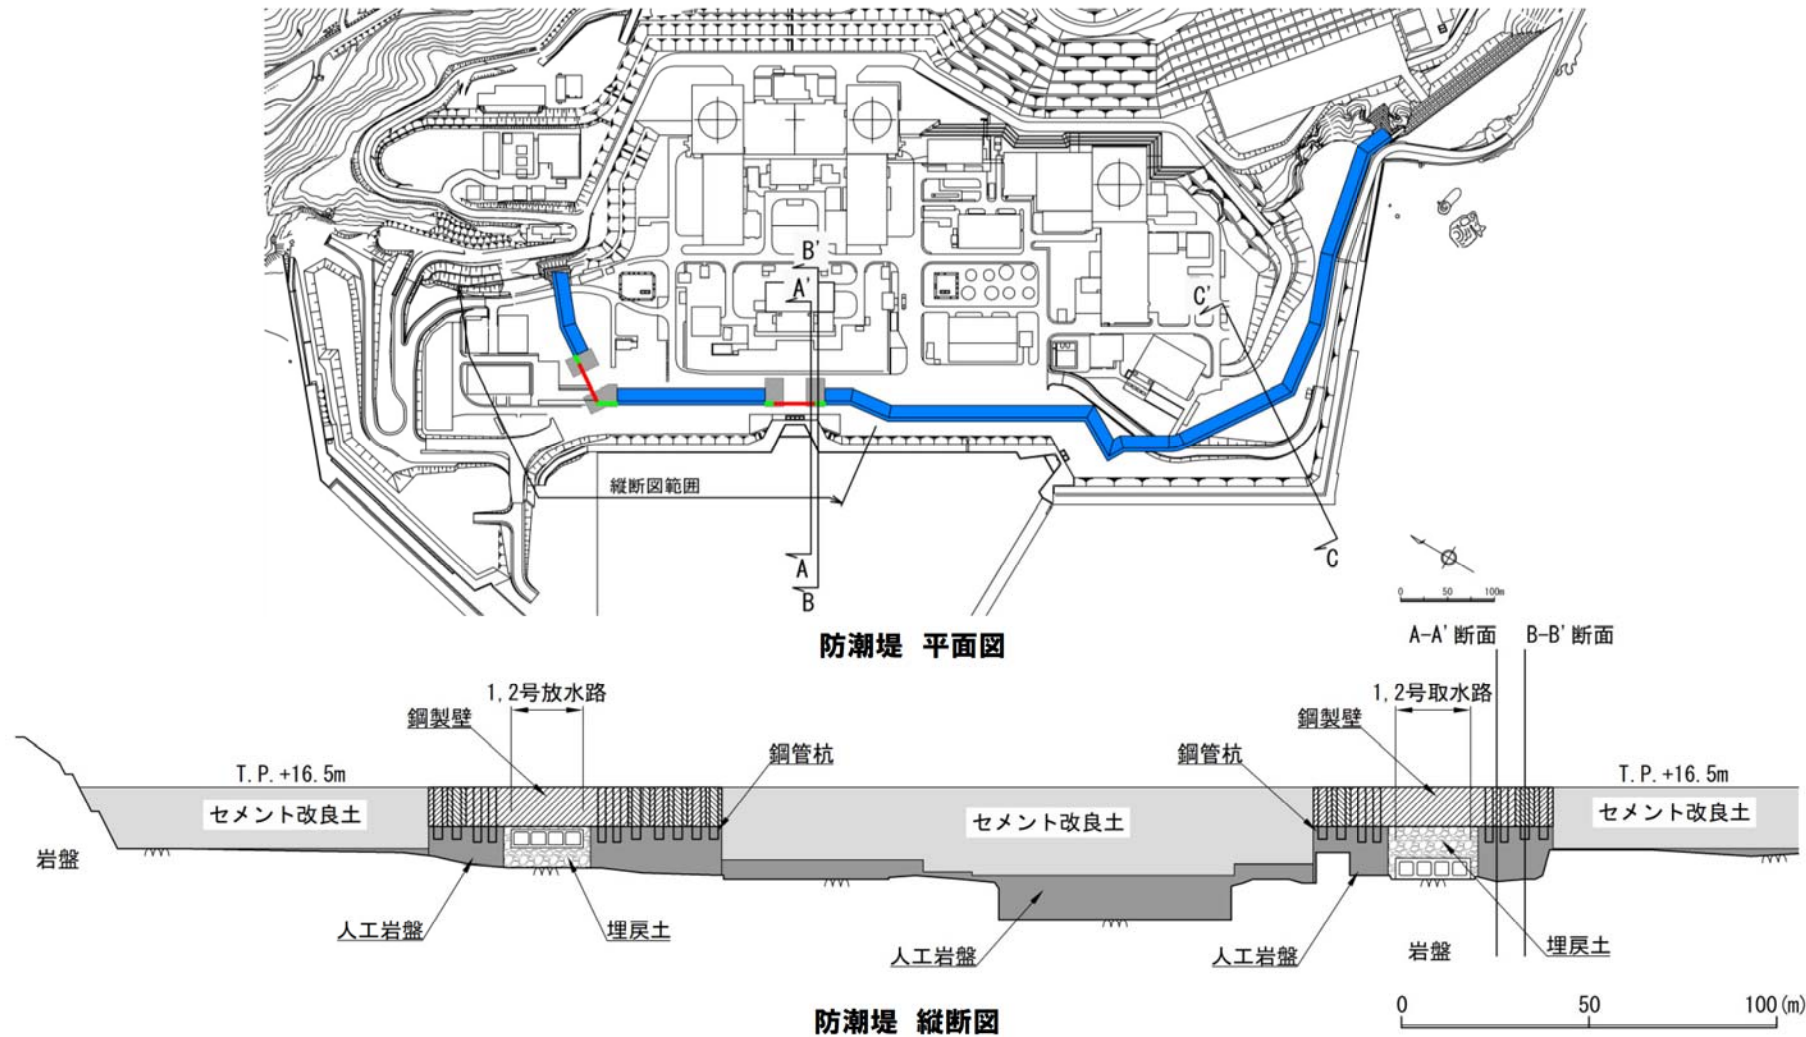 B'
A'
C'
縦断図範囲
A
B
C
0 50 100m
防潮堤 平面図
A-A'断面 B-B'断面
1,2号放水路 1,2号取水路
鋼製壁 鋼製壁
鋼管杭 鋼管杭
T.P.+16.5m T.P.+16.5m
セメント改良土 セメント改良土 セメント改良土
岩盤
人工岩盤 埋戻土 人工岩盤 人工岩盤 岩盤 埋戻土
防潮堤 縦断図
0 50 100(m)